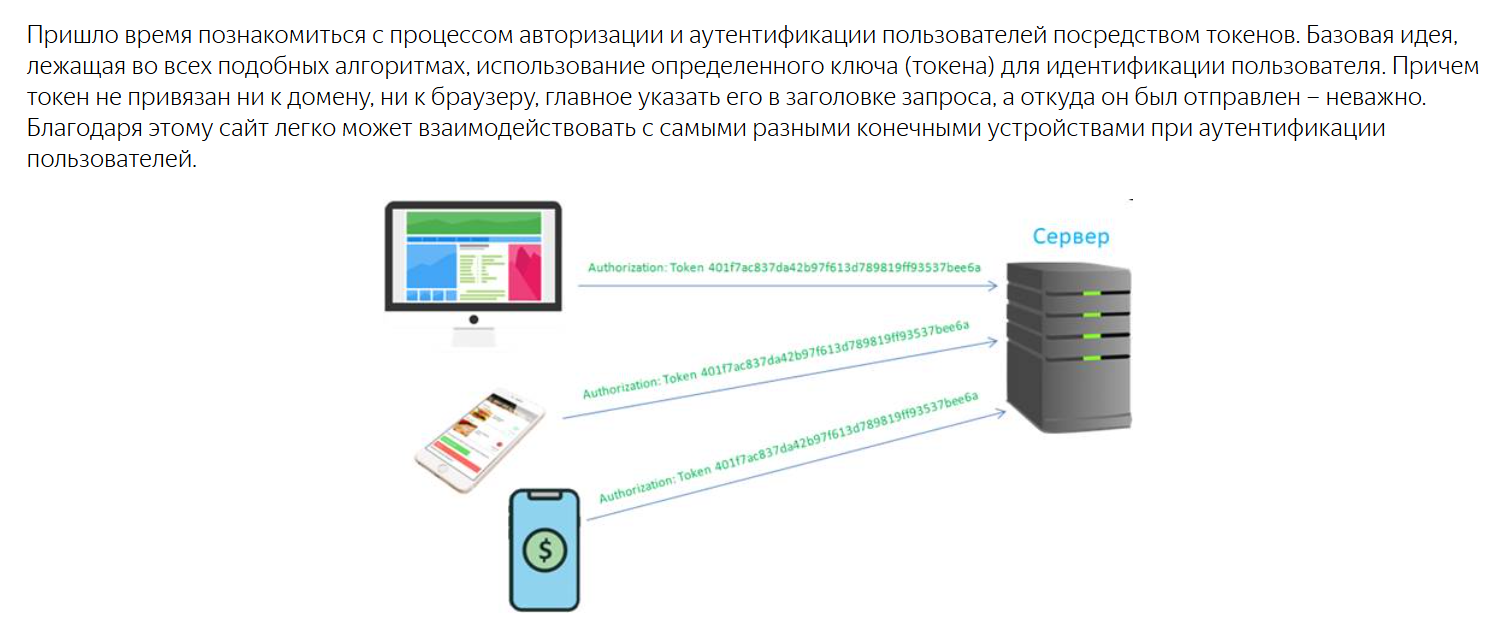 Пришло время познакомиться с процессом авторизации и аутентификации пользователей посредством токенов. Базовая идея,
лежащая во всех подобных алгоритмах, использование определенного ключа (токена) для идентификации пользователя. Причем
токен не привязан ни к домену, ни к браузеру, главное указать его в заголовке запроса, а откуда он был отправлен – неважно.
Благодаря этому сайт легко может взаимодействовать с самыми разными конечными устройствами при аутентификации
пользователей.
Сервер
Authorization: Token 401f7ac837da42b97f613d789819ff93537bee6a
Authorization: Token 401f7ac837da42b97f613d789819ff93537bee6a
Authorization: Token 401f7ac837da42b97f613d789819ff93537bee6a
$